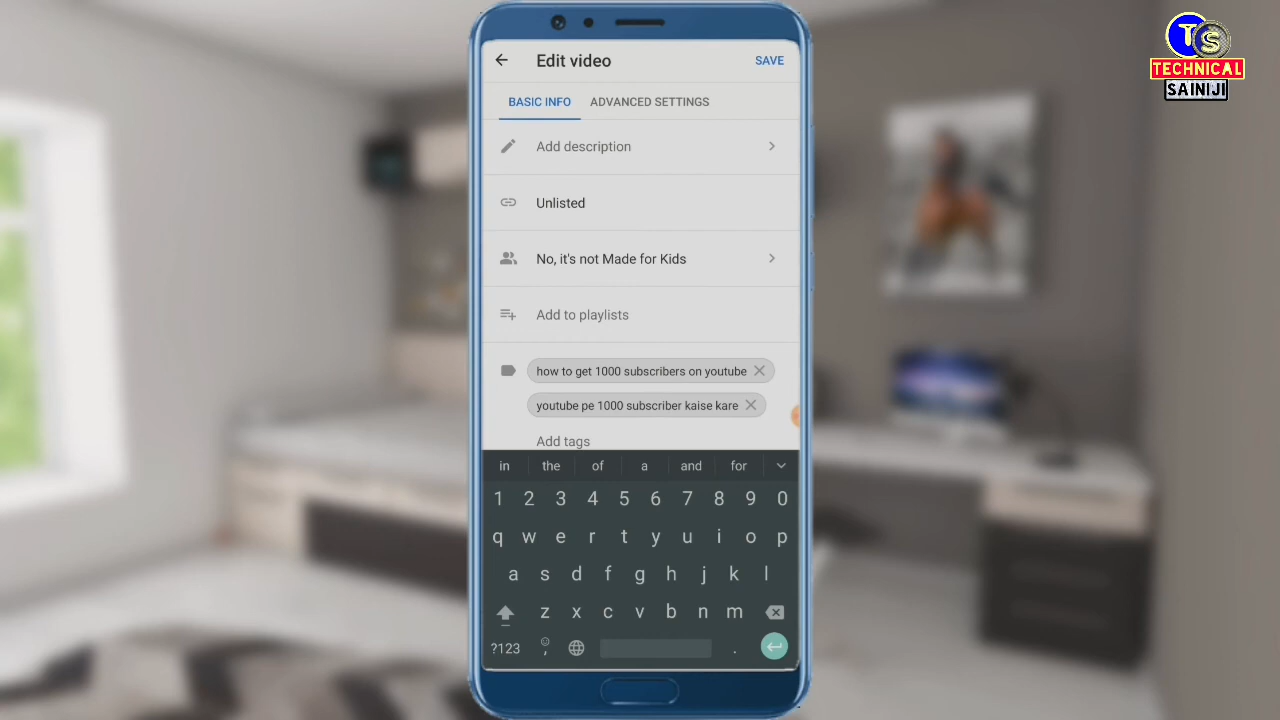 TS
TECHNICAL
SAINIJI
Edit video
SAVE
BASIC INFO
ADVANCED SETTINGS
Add description
Unlisted
No, it's not Made for Kids
Add to playlists
how to get 1000 subscribers on youtube
youtube pe 1000 subscriber kaise kare
Add tags
in the of a and for
1 2 3 4 5 6 7 8 9 0
q w e r t y u i o p
a s d f g h j k l
z x c v b n m
?123 , .